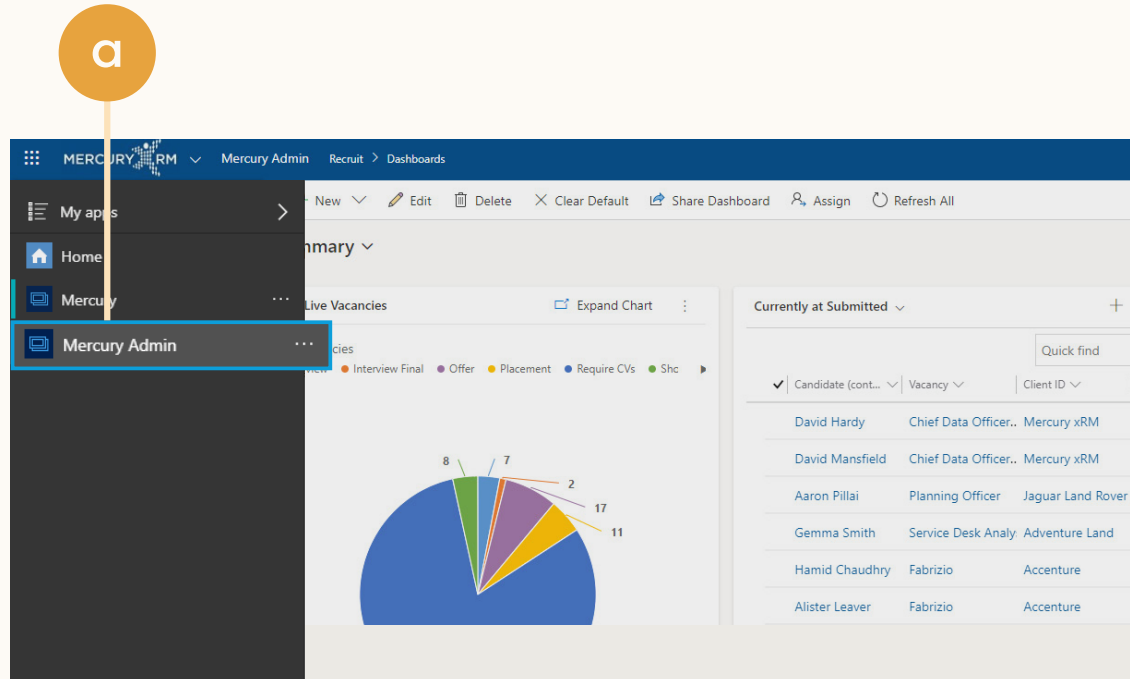 a
MERCURY RM Mercury Admin Recruit > Dashboards
My apps
New Edit Delete Clear Default Share Dashboard Assign Refresh All
Home
mmary
Mercury ...
Live Vacancies Expand Chart
Currently at Submitted
Mercury Admin ...
cies
Quick find
Interview Final Offer Placement Require CVs Shc
Candidate (cont... Vacancy Client ID
David Hardy Chief Data Officer.. Mercury xRM
David Mansfield Chief Data Officer.. Mercury xRM
Aaron Pillai Planning Officer Jaguar Land Rover
Gemma Smith Service Desk Analy Adventure Land
Hamid Chaudhry Fabrizio Accenture
Alister Leaver Fabrizio Accenture
8 7
2
17
11